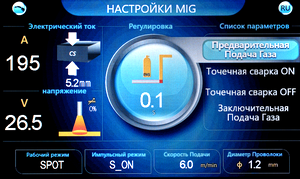 НАСТРОЙКИ MIG
RU
Электрический ток
A
195
CS
5.2mm
напряжение
V
26.5
0%
Регулировка
MIG
0.1
Список параметров
Предварительная
Подача Газа
Точечная сварка ON
Точечная сварка OFF
Заключительная
Подача Газа
Рабочий режим
SPOT
Импульсный режим
S_ON
Скорость Подачи
6.0 m/min
Диаметр Проволоки
ф 1.2 mm